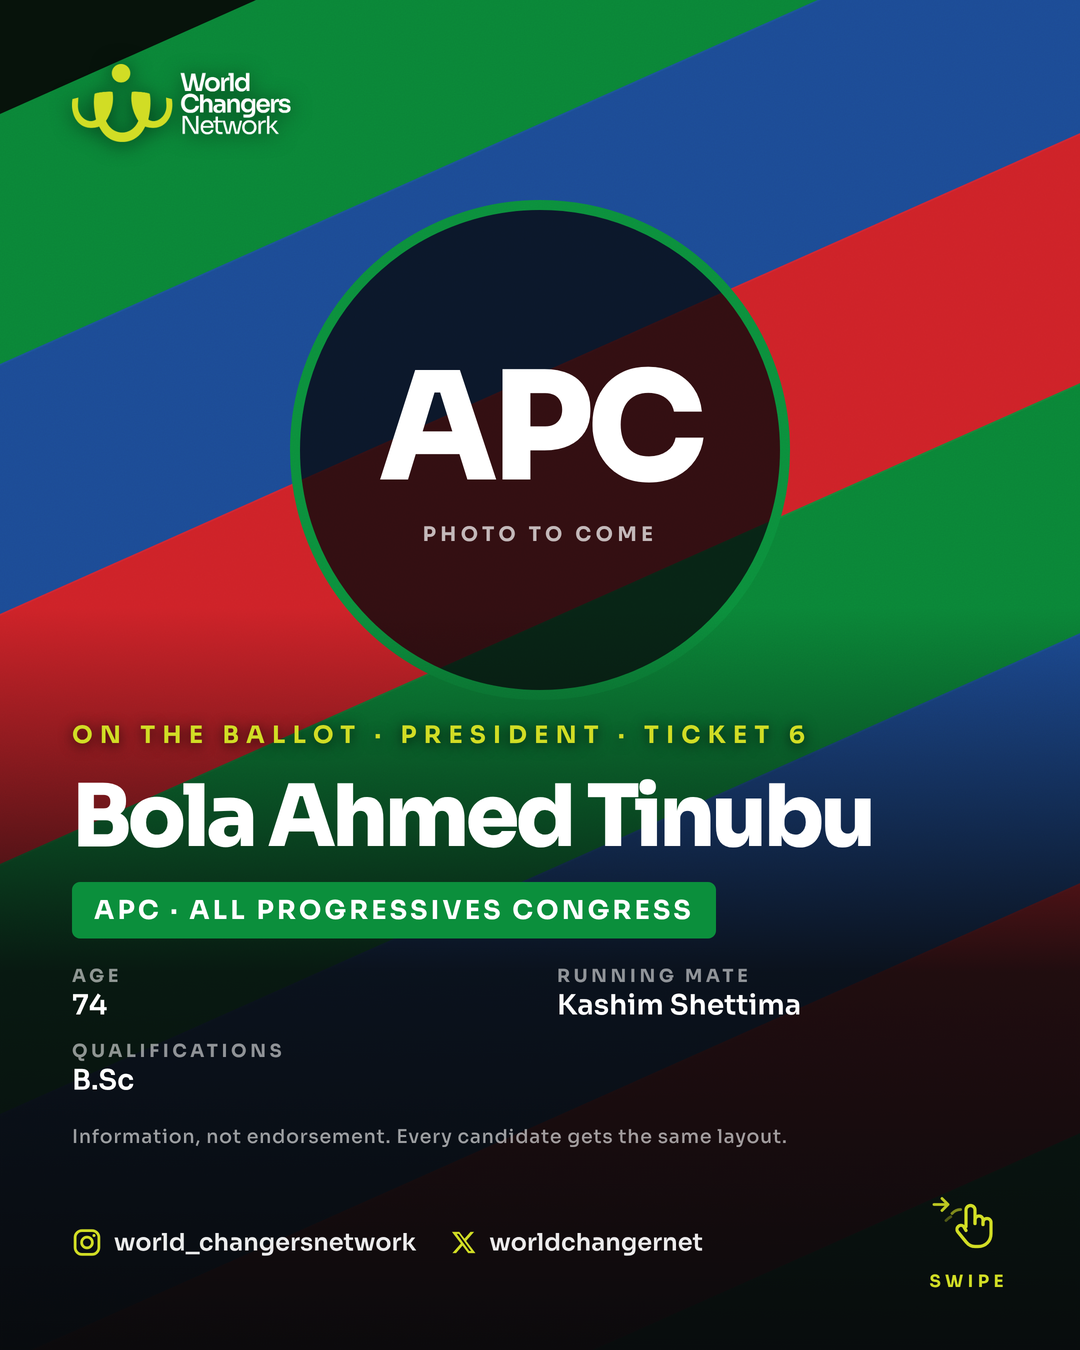 World
Changers
Network
APC
PHOTO TO COME
ON THE BALLOT · PRESIDENT · TICKET 6
Bola Ahmed Tinubu
APC · ALL PROGRESSIVES CONGRESS
AGE
74
RUNNING MATE
Kashim Shettima
QUALIFICATIONS
B.Sc
Information, not endorsement. Every candidate gets the same layout.
world_changersnetwork
worldchangernet
SWIPE